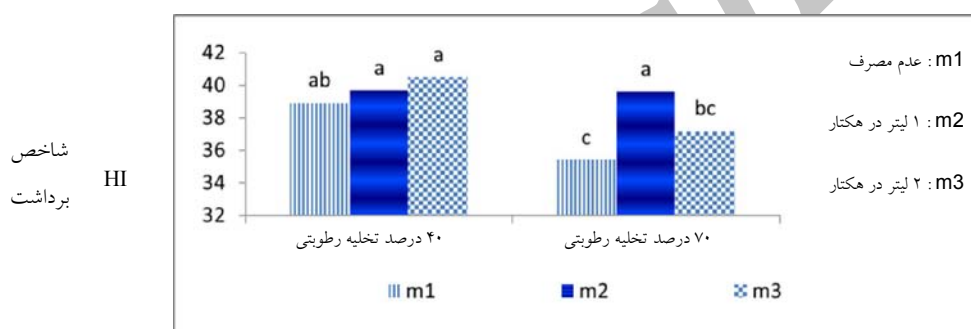 42
40
38
36
34
32
ab
a
a
c
a
bc
۴۰ درصد تخلیه رطوبتی
۷۰ درصد تخلیه رطوبتی
m1
m2
m3
m1 : عدم مصرف
m2 : ۱ لیتر در هکتار
m3 : ۲ لیتر در هکتار
شاخص
برداشت
HI